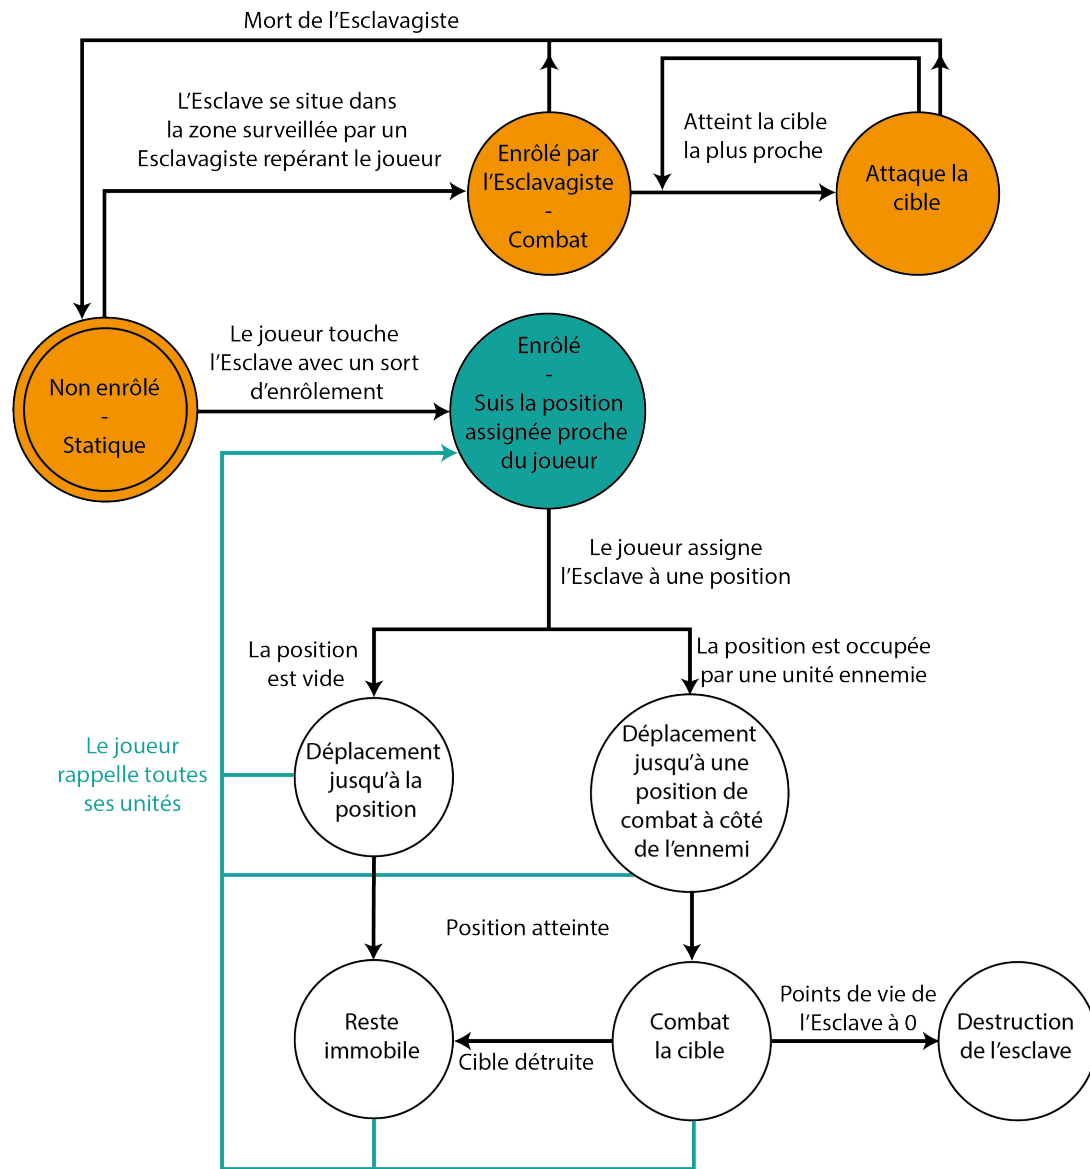 Mort de l'Esclavagiste
L'Esclave se situe dans
la zone surveillée par un
Esclavagiste repérant le joueur
Enrôlé par
l'Esclavagiste
-
Combat
Atteint la cible
la plus proche
Attaque la
cible
Non enrôlé
-
Statique
Le joueur touche
l'Esclave avec un sort
d'enrôlement
Enrôlé
-
Suis la position
assignée proche
du joueur
Le joueur assigne
l'Esclave à une position
La position
est vide
La position est occupée
par une unité ennemie
Le joueur
rappelle toutes
ses unités
Déplacement
jusqu'à la
position
Déplacement
jusqu'à une
position de
combat à côté
de l'ennemi
Position atteinte
Reste
immobile
Cible détruite
Combat
la cible
Points de vie de
l'Esclave à 0
Destruction
de l'esclave